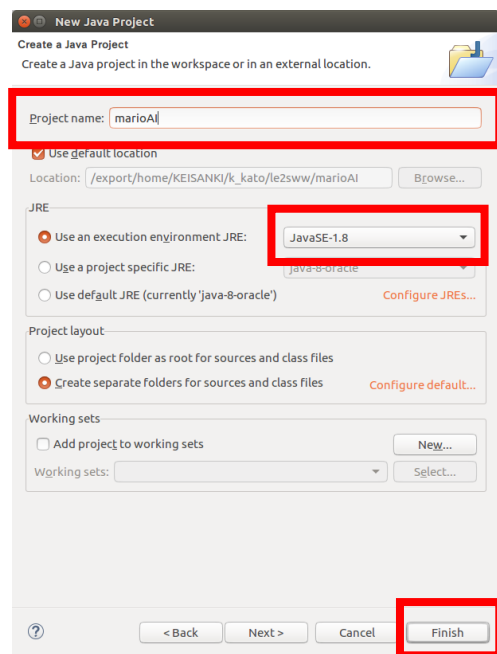 New Java Project
Create a Java Project
Create a Java project in the workspace or in an external location.
Project name: marioAI
Use default location
Location: /export/home/KEISANKI/k_kato/le2sww/marioAI Browse...
JRE
Use an execution environment JRE: JavaSE-1.8
Use a project specific JRE: java-8-oracle
Use default JRE (currently 'java-8-oracle') Configure JREs...
Project layout
Use project folder as root for sources and class files
Create separate folders for sources and class files Configure default...
Working sets
Add project to working sets New...
Working sets: Select...
? < Back Next > Cancel Finish